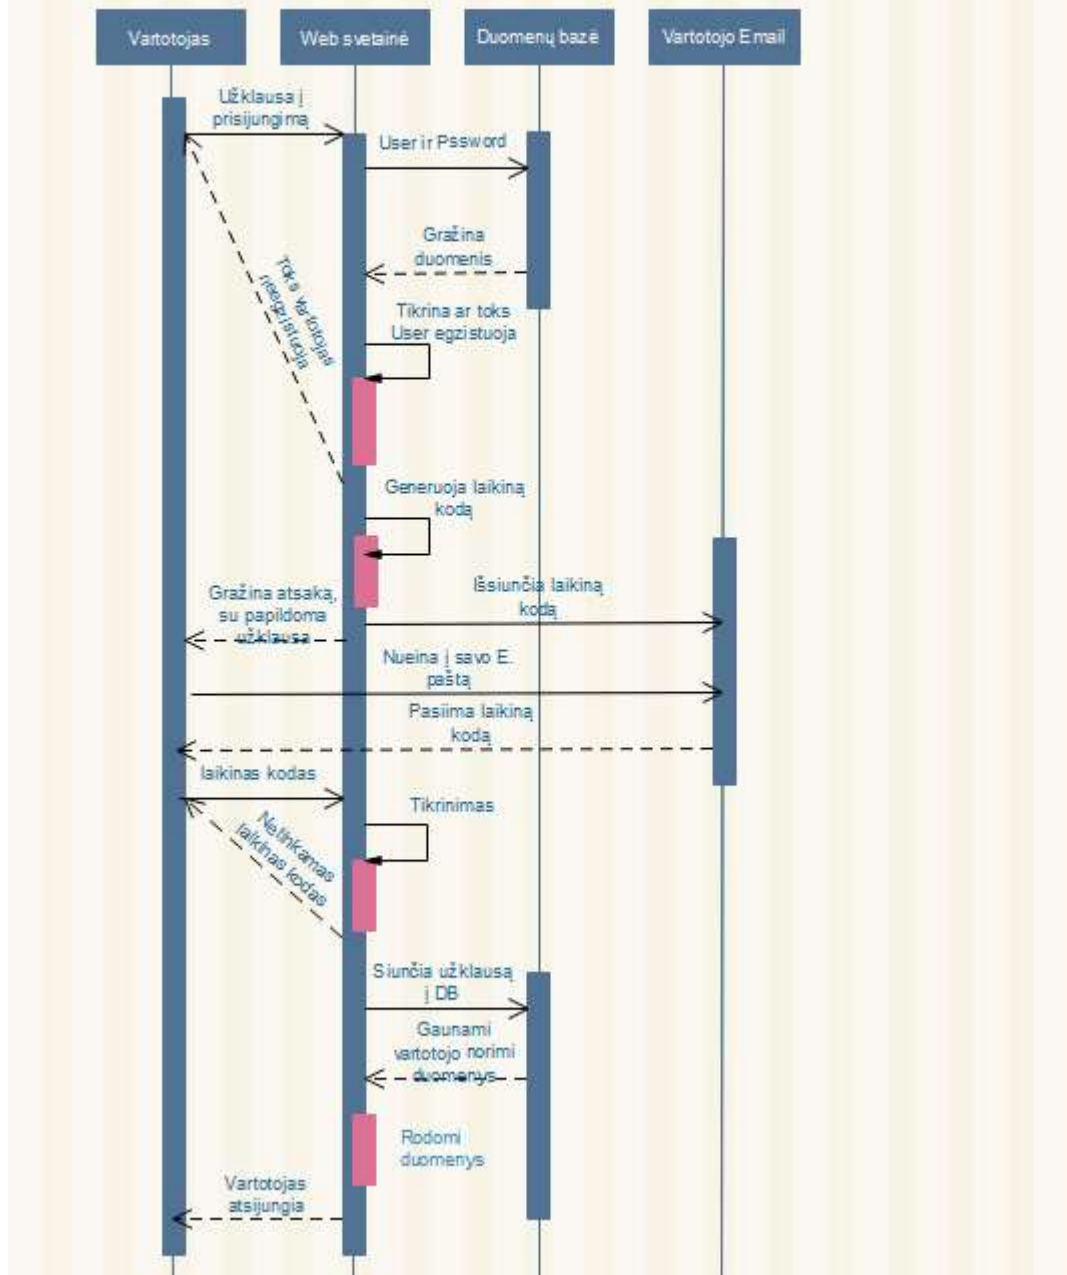 Vartotojas
Web svetainė
Duomenų bazė
Vartotojo Email
Užklausa į
prisijungimą
User ir Pssword
Gražina
duomenis
Toks vartotojas
neegzistuoja
Tikrina ar toks
User egzistuoja
Generuoja laikiną
kodą
Išsiunčia laikiną
kodą
Gražina atsaką,
su papildoma
užklausa
Nueina į savo E.
paštą
Pasiima laikiną
kodą
laikinas kodas
Tikrinimas
Netinkamas
laikinas kodas
Siunčia užklausą
į DB
Gaunami
vartotojo norimi
duomenys
Rodomi
duomenys
Vartotojas
atsijungia